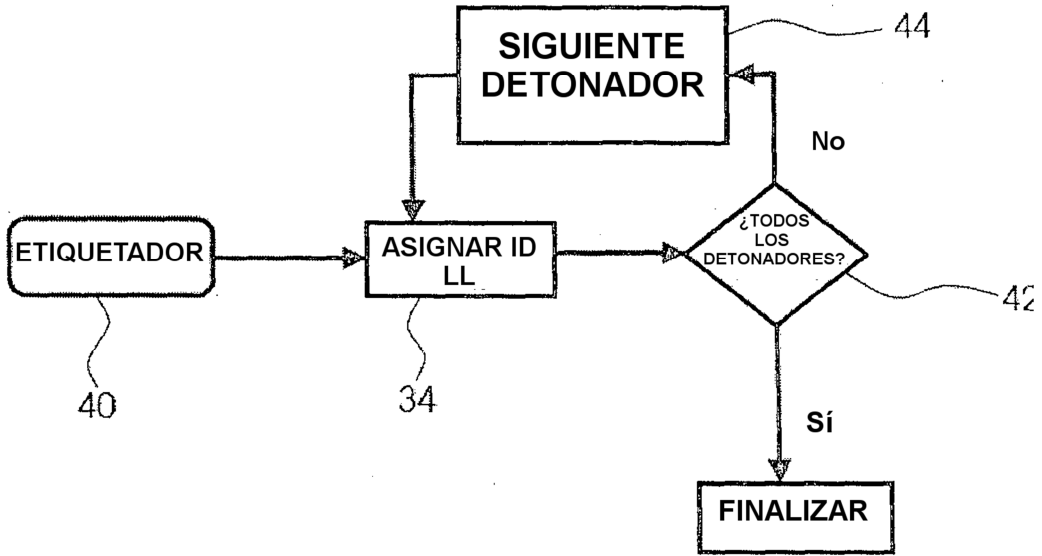 SIGUIENTE
DETONADOR
44
No
ETIQUETADOR
ASIGNAR ID
LL
¿TODOS
LOS
DETONADORES?
42
40
34
Sí
FINALIZAR